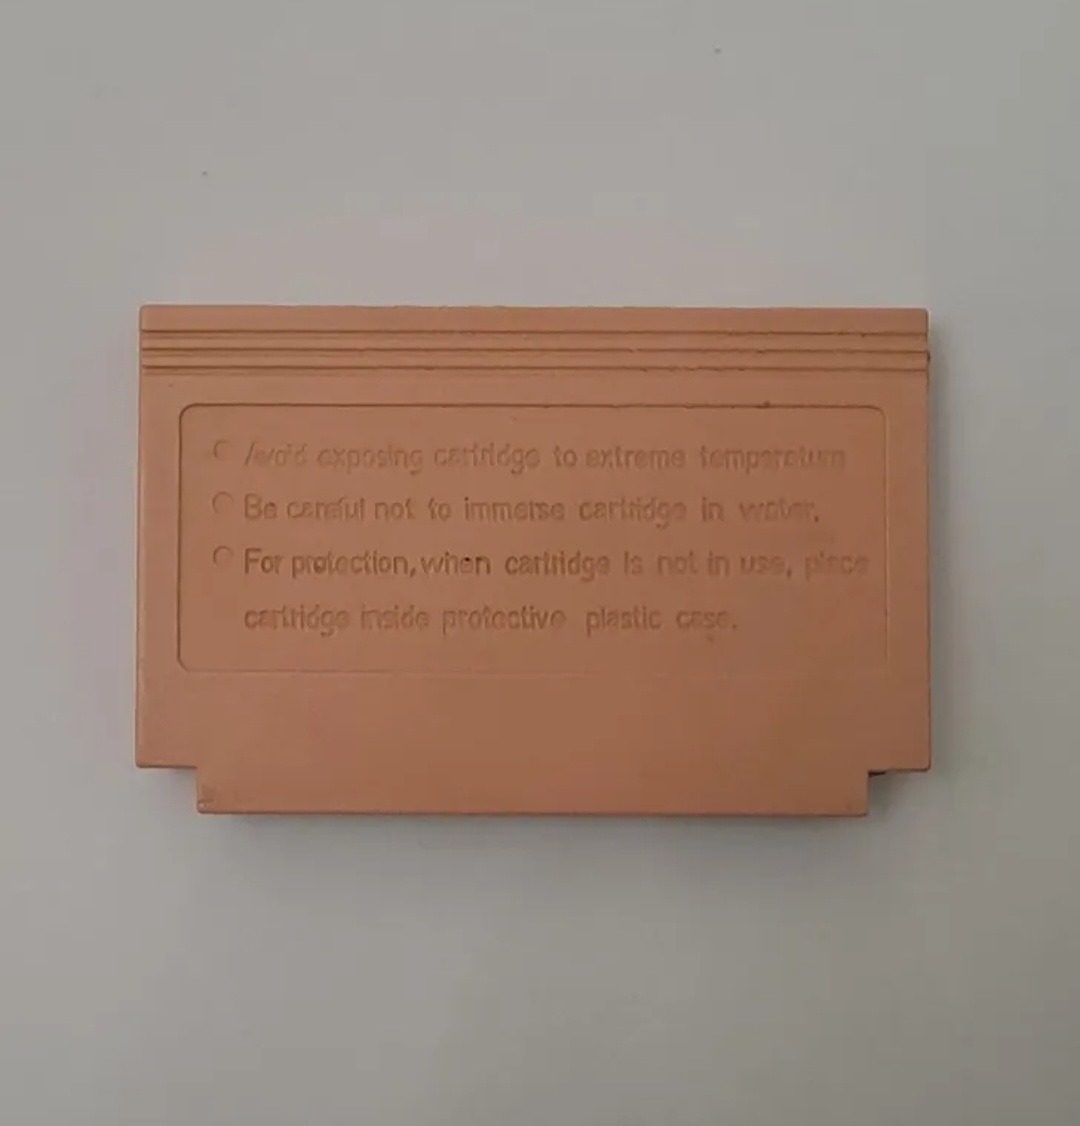 Avoid exposing cartridge to extreme temperature
Be careful not to immerse cartridge in water.
For protection, when cartridge is not in use, place
cartridge inside protective plastic case.